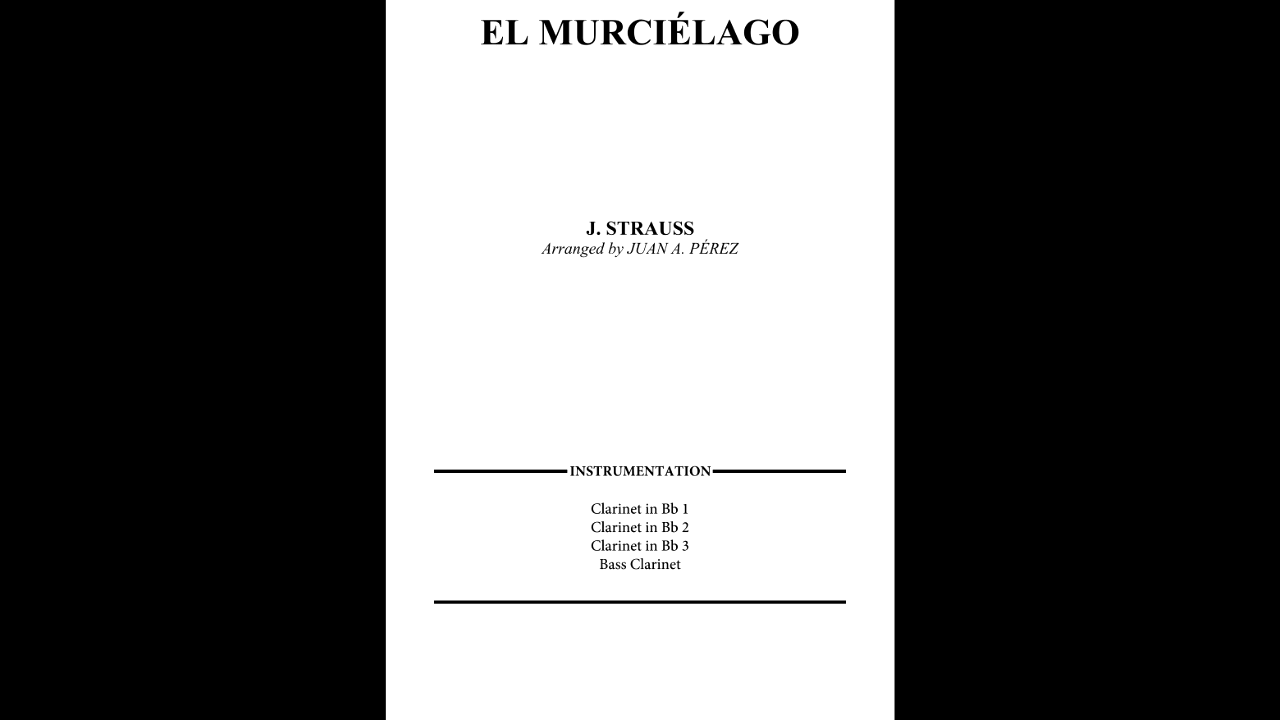 EL MURCIÉLAGO
J. STRAUSS
Arranged by JUAN A. PÉREZ
INSTRUMENTATION
Clarinet in Bb 1
Clarinet in Bb 2
Clarinet in Bb 3
Bass Clarinet